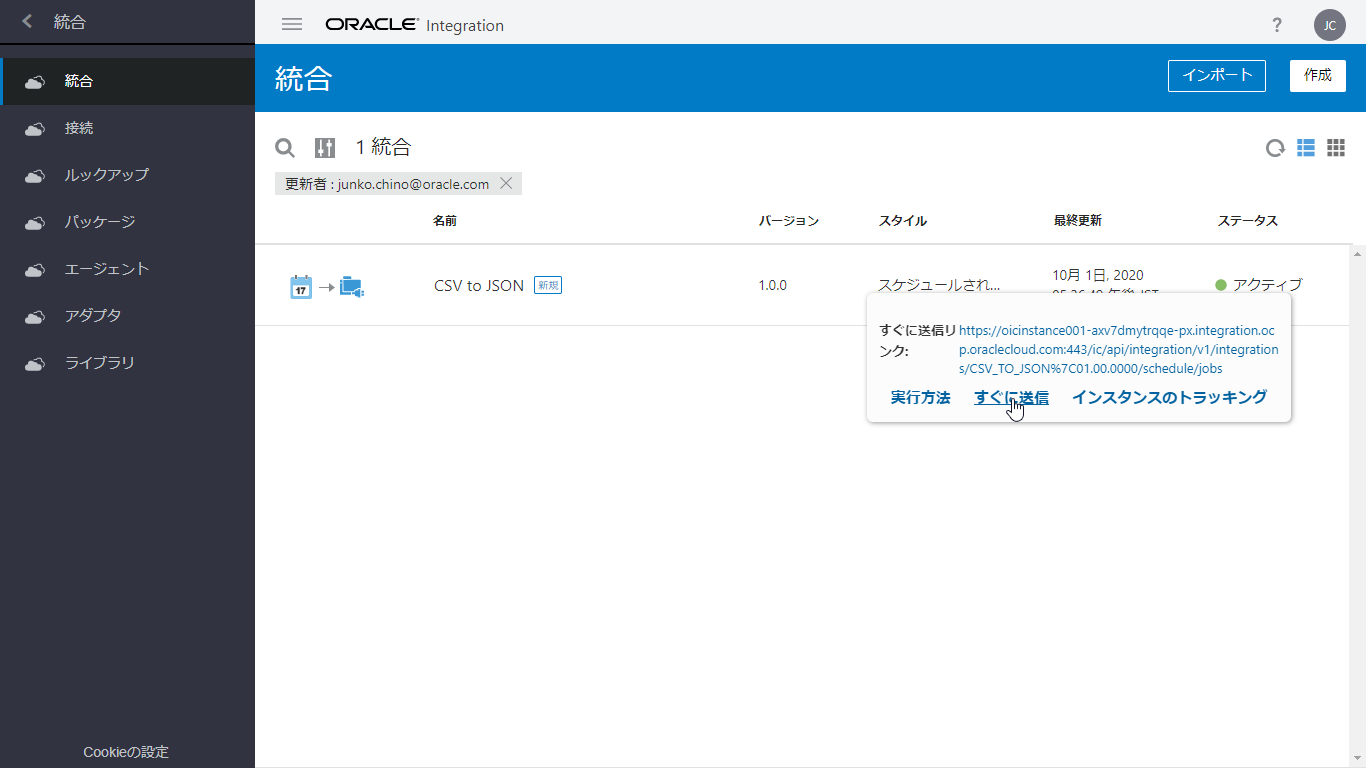 統合
ORACLE Integration
?
JC
統合
接続
ルックアップ
パッケージ
エージェント
アダプタ
ライブラリ
Cookieの設定
統合
インポート
作成
1 統合
更新者 : junko.chino@oracle.com
名前 バージョン スタイル 最終更新 ステータス
17
CSV to JSON 新規 1.0.0 スケジュールされ... 10月 1日, 2020 アクティブ
すぐに送信リ
ンク:
https://oicinstance001-axv7dmytrqqe-px.integration.oc
p.oraclecloud.com:443/ic/api/integration/v1/integration
s/CSV_TO_JSON%7C01.00.0000/schedule/jobs
実行方法 すぐに送信 インスタンスのトラッキング